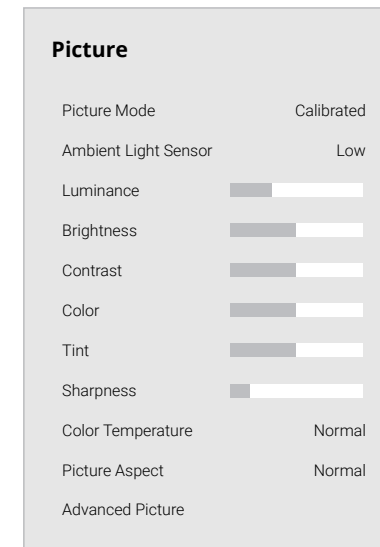 Picture
Picture Mode Calibrated
Ambient Light Sensor Low
Luminance
Brightness
Contrast
Color
Tint
Sharpness
Color Temperature Normal
Picture Aspect Normal
Advanced Picture